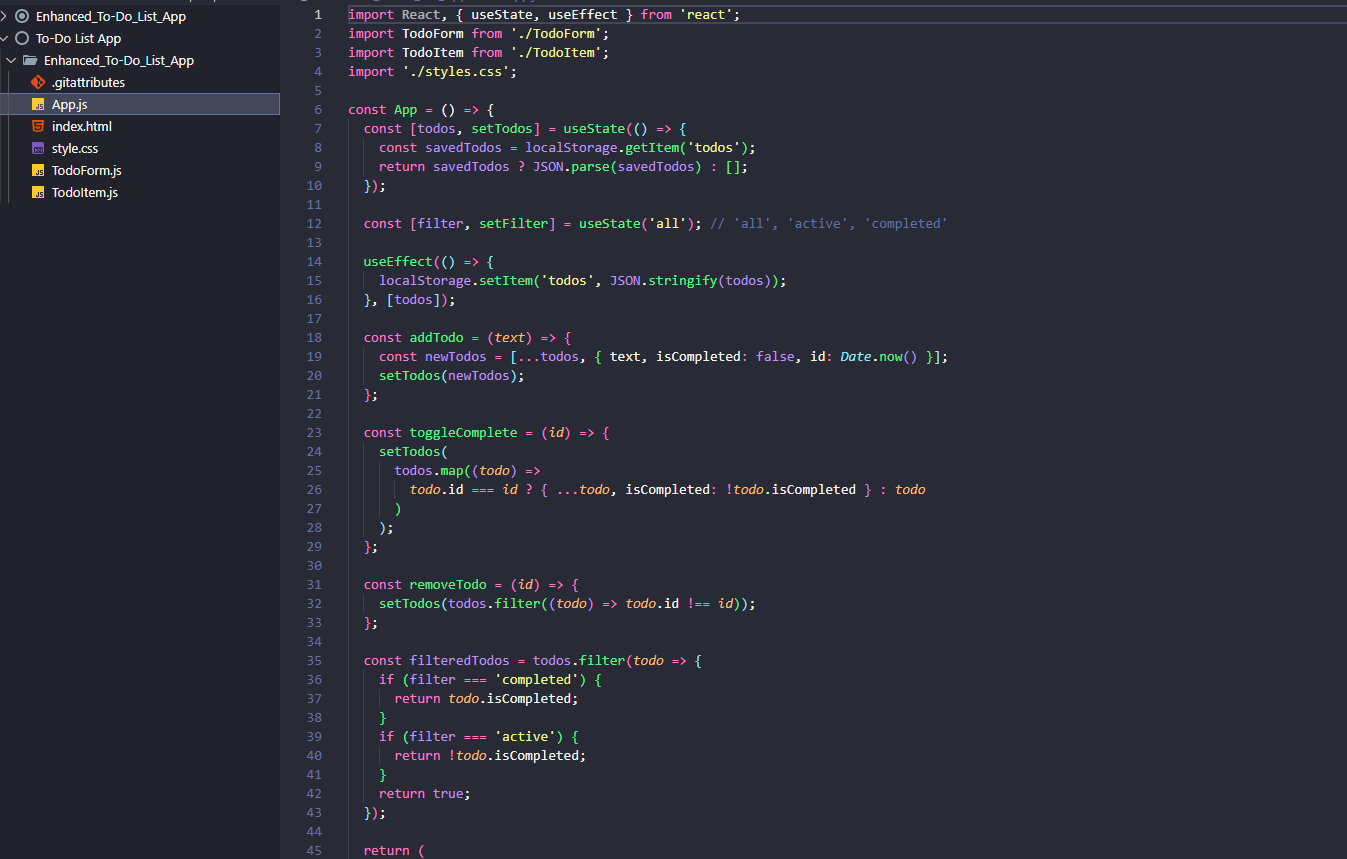 Enhanced_To-Do_List_App
To-Do List App
Enhanced_To-Do_List_App
.gitattributes
App.js
index.html
style.css
TodoForm.js
TodoItem.js
1 import React, { useState, useEffect } from 'react';
2 import TodoForm from './TodoForm';
3 import TodoItem from './TodoItem';
4 import './styles.css';
5
6 const App = () => {
7   const [todos, setTodos] = useState(() => {
8     const savedTodos = localStorage.getItem('todos');
9     return savedTodos ? JSON.parse(savedTodos) : [];
10   });
11
12   const [filter, setFilter] = useState('all'); // 'all', 'active', 'completed'
13
14   useEffect(() => {
15     localStorage.setItem('todos', JSON.stringify(todos));
16   }, [todos]);
17
18   const addTodo = (text) => {
19     const newTodos = [...todos, { text, isCompleted: false, id: Date.now() }];
20     setTodos(newTodos);
21   };
22
23   const toggleComplete = (id) => {
24     setTodos(
25       todos.map((todo) =>
26         todo.id === id ? { ...todo, isCompleted: !todo.isCompleted } : todo
27       )
28     );
29   };
30
31   const removeTodo = (id) => {
32     setTodos(todos.filter((todo) => todo.id !== id));
33   };
34
35   const filteredTodos = todos.filter(todo => {
36     if (filter === 'completed') {
37       return todo.isCompleted;
38     }
39     if (filter === 'active') {
40       return !todo.isCompleted;
41     }
42     return true;
43   });
44
45   return (